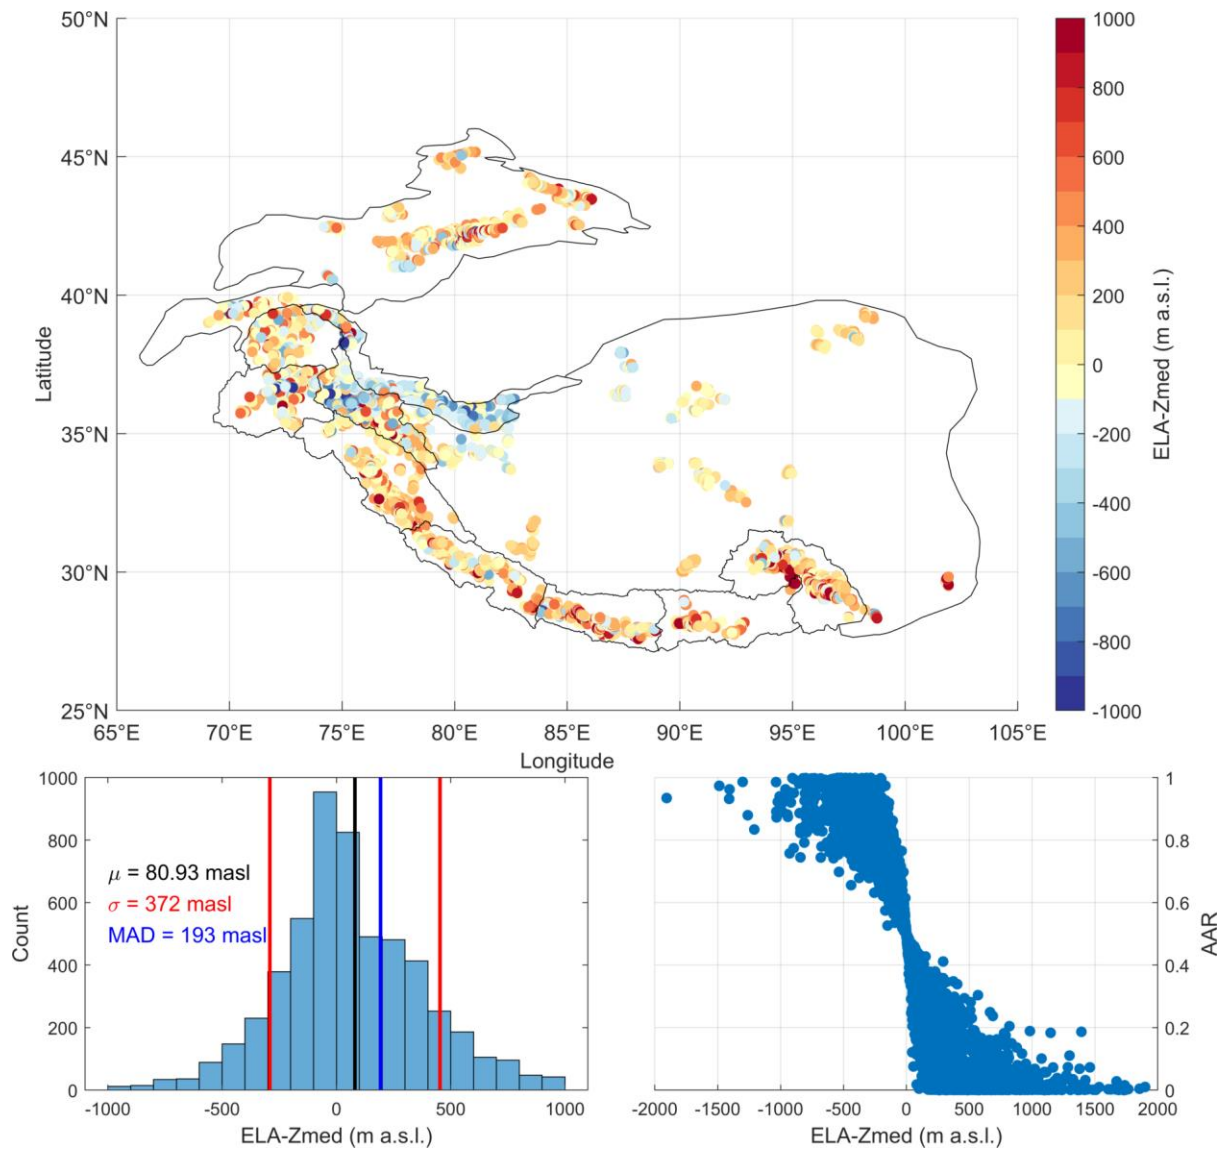 50°N
45°N
40°N
35°N
30°N
25°N
Latitude
65°E 70°E 75°E 80°E 85°E 90°E 95°E 100°E 105°E
Longitude
1000
800
600
400
200
0
-200
-400
-600
-800
-1000
ELA-Zmed (m a.s.l.)
1000
800
600
400
200
0
Count
μ = 80.93 masl
σ = 372 masl
MAD = 193 masl
-1000 -500 0 500 1000
ELA-Zmed (m a.s.l.)
1
0.8
0.6
0.4
0.2
0
AAR
-2000 -1500 -1000 -500 0 500 1000 1500 2000
ELA-Zmed (m a.s.l.)